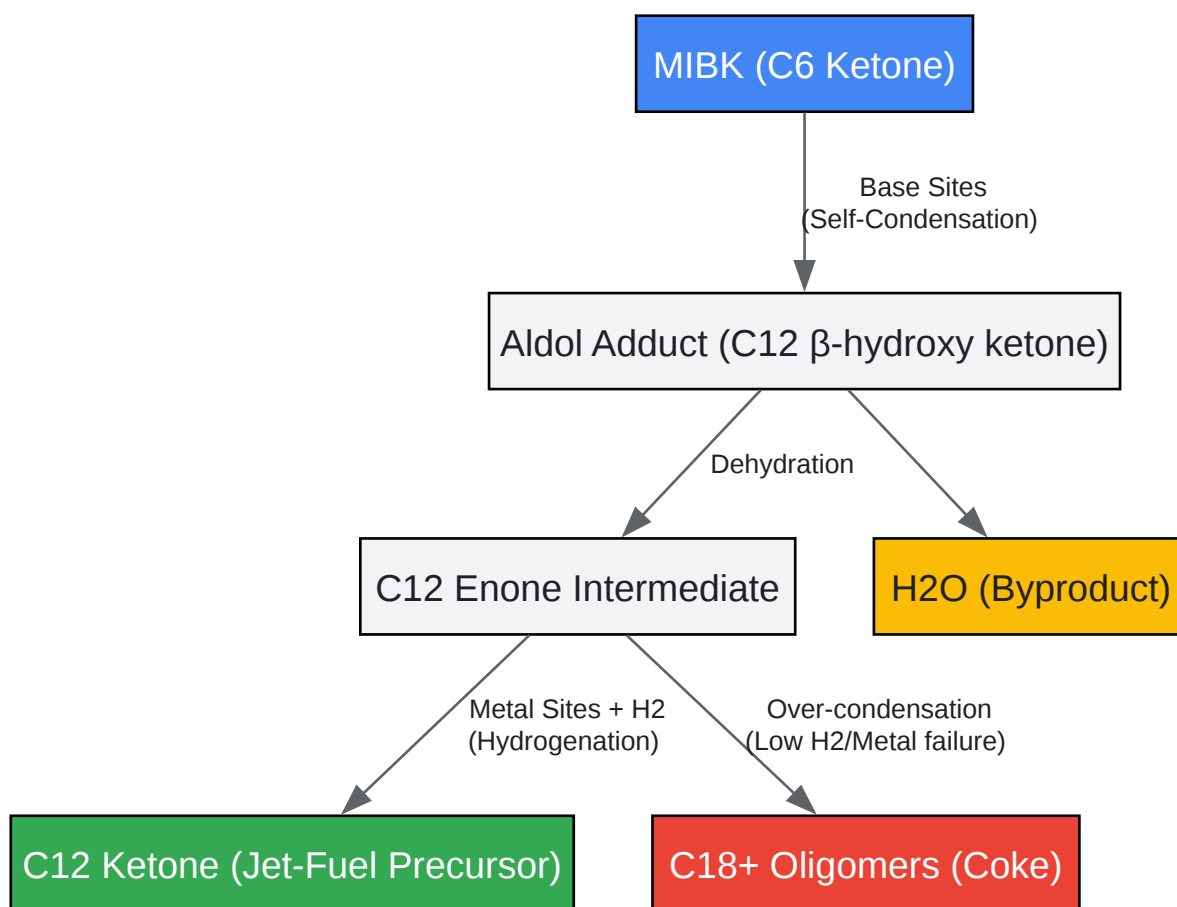 MIBK (C6 Ketone)
Base Sites
(Self-Condensation)
Aldol Adduct (C12 β-hydroxy ketone)
Dehydration
C12 Enone Intermediate
H2O (Byproduct)
Metal Sites + H2
(Hydrogenation)
Over-condensation
(Low H2/Metal failure)
C12 Ketone (Jet-Fuel Precursor)
C18+ Oligomers (Coke)